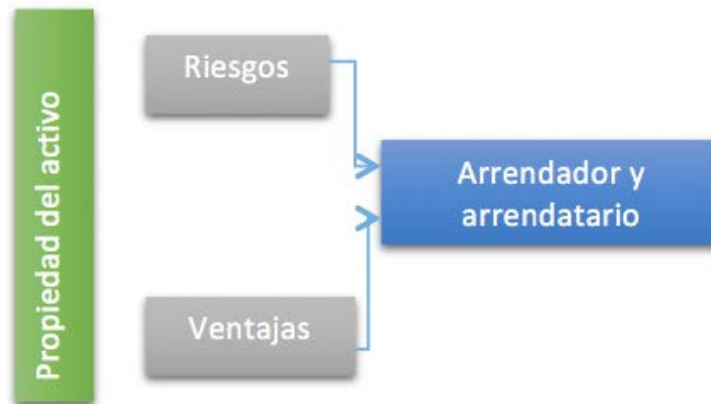 Propiedad del activo
Riesgos
Arrendador y
arrendatario
Ventajas